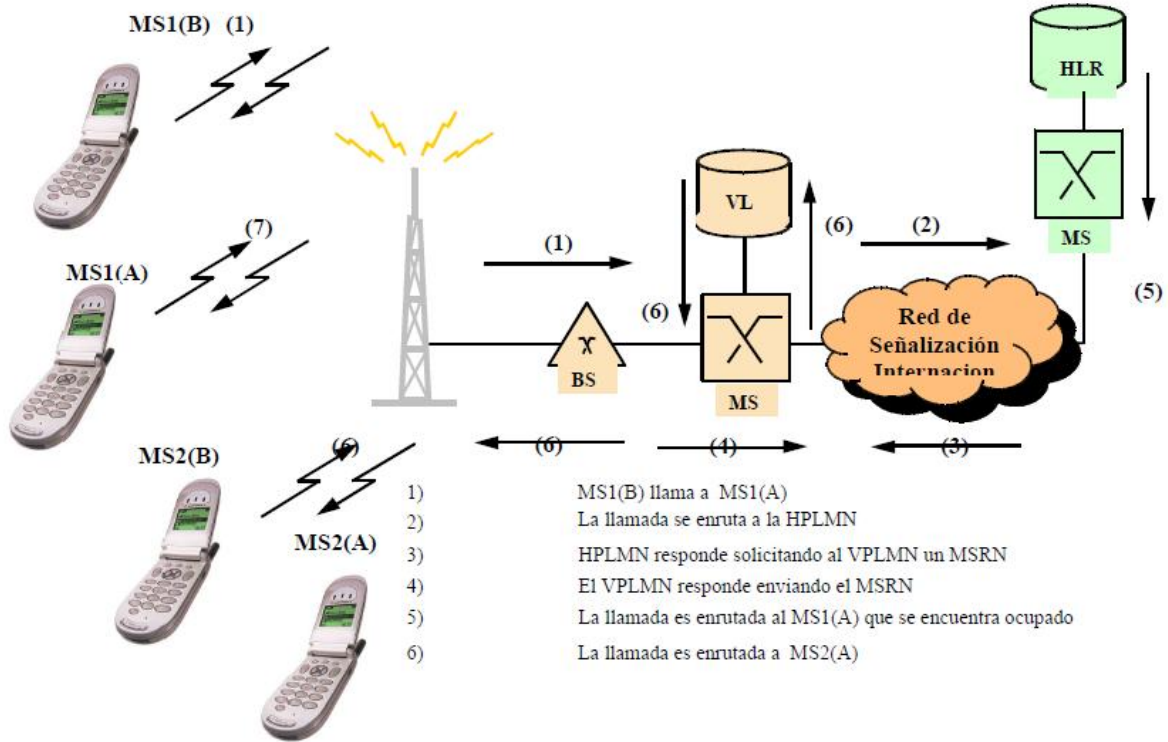 MS1(B) (1)
HLR
(7)
VL
(1)
(6)
(2)
MS
MS1(A)
(6)
(5)
Red de
Señalización
Internacion
BS
MS
(6)
(6)
(4)
(3)
MS2(B)
1) MS1(B) llama a MS1(A)
2) La llamada se enruta a la HPLMN
MS2(A)
3) HPLMN responde solicitando al VPLMN un MSRN
4) El VPLMN responde enviando el MSRN
5) La llamada es enrutada al MS1(A) que se encuentra ocupado
6) La llamada es enrutada a MS2(A)